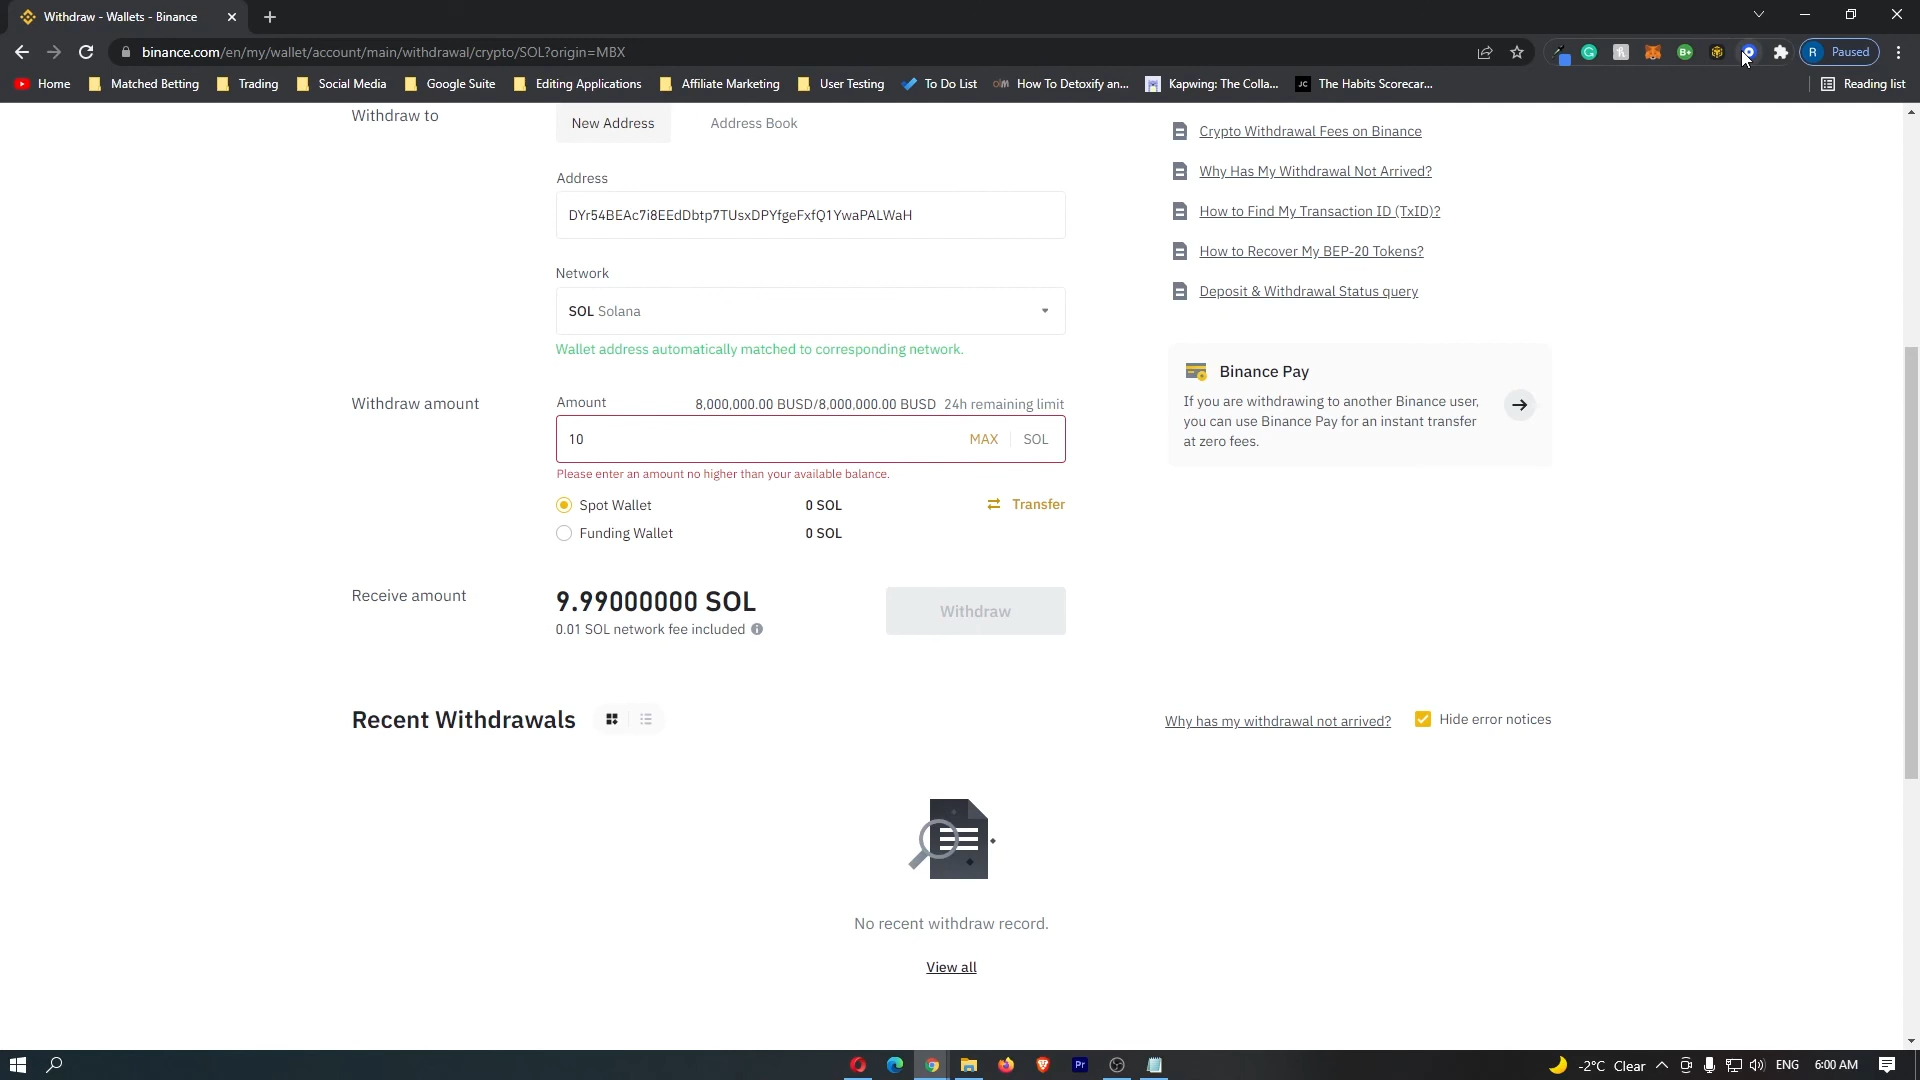 Withdraw - Wallets - Binance
binance.com/en/my/wallet/account/main/withdrawal/crypto/SOL?origin=MBX
R Paused
Home Matched Betting Trading Social Media Google Suite Editing Applications Affiliate Marketing User Testing To Do List How To Detoxify an... Kapwing: The Colla... JC The Habits Scorecar... Reading list
Withdraw to
New Address Address Book
Address
DYr54BEAc7i8EEdDbtp7TUsxDPYfgeFxfQ1YwaPALWaH
Network
SOL Solana
Wallet address automatically matched to corresponding network.
Withdraw amount
Amount 8,000,000.00 BUSD/8,000,000.00 BUSD 24h remaining limit
10 MAX SOL
Please enter an amount no higher than your available balance.
Spot Wallet 0 SOL Transfer
Funding Wallet 0 SOL
Receive amount
9.99000000 SOL
0.01 SOL network fee included
Withdraw
Crypto Withdrawal Fees on Binance
Why Has My Withdrawal Not Arrived?
How to Find My Transaction ID (TxID)?
How to Recover My BEP-20 Tokens?
Deposit & Withdrawal Status query
Binance Pay
If you are withdrawing to another Binance user,
you can use Binance Pay for an instant transfer
at zero fees.
Recent Withdrawals
Why has my withdrawal not arrived? Hide error notices
No recent withdraw record.
View all
Pr
-2°C Clear ENG 6:00 AM